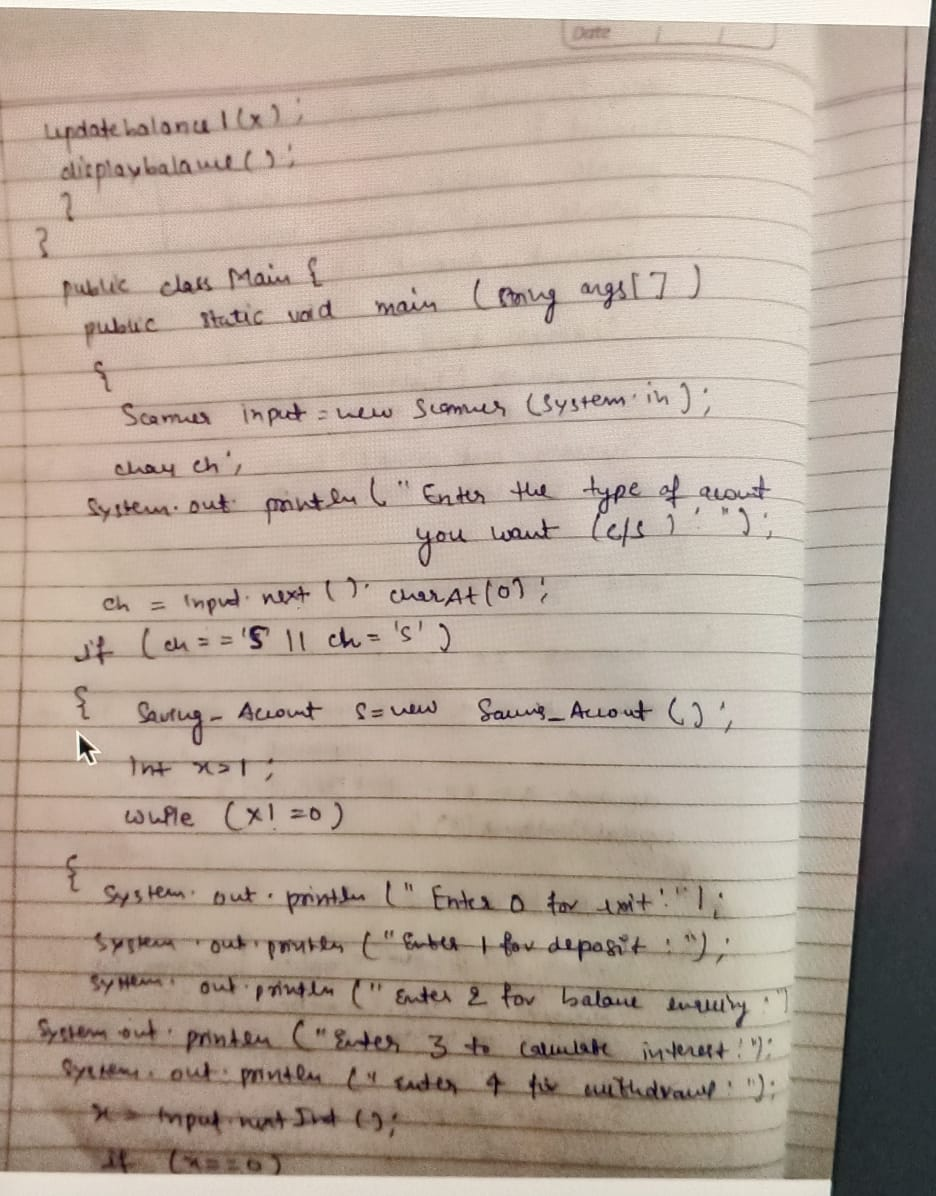 Date
updatebalance1(x);
displaybalance();
}
}
public class Main {
public static void main (String args[])
{
Scanner input = new Scanner (System.in);
char ch;
System.out.println(" Enter the type of acount
you want (c/s) : ");
ch = input.next().charAt(0);
if (ch == 'S' || ch = 's')
{ Saving_Account s = new Saving_Account();
int x=1;
while (x! =0)
{ System.out.println (" Enter 0 for exit: ");
System.out.println ("Enter 1 for deposit : ");
System.out.println (" Enter 2 for balance enquiry : ")
System out. println ("Enter 3 to calculate interest: ");
System.out.println (" Enter 4 for withdrawl : ");
x = input.next Int ();
if (x==0)